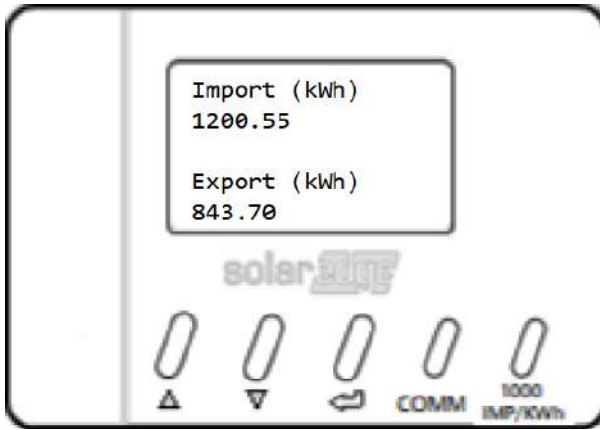 Import (kWh)
1200.55
Export (kWh)
843.70
solaredge
COMM
1000
IMP/KWh